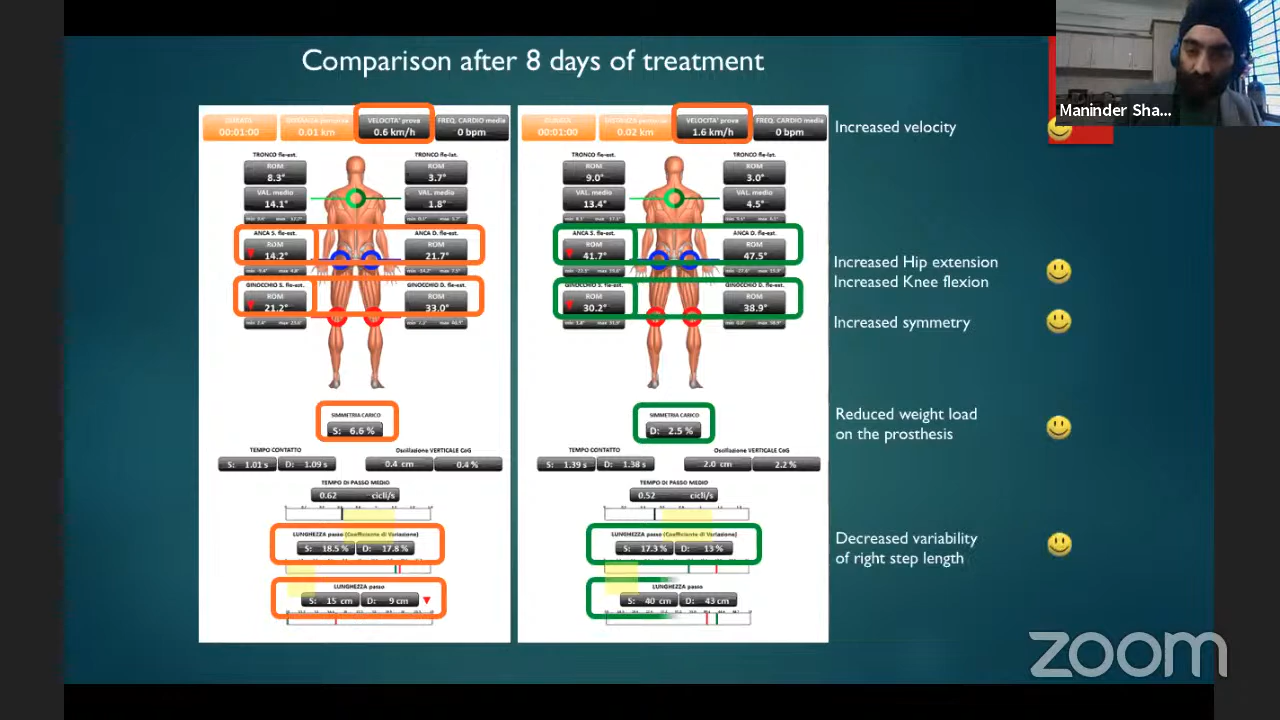 Comparison after 8 days of treatment
Maninder Sha...
DURATA
00:01:00
0.01 km
VELOCITA' prova
0.6 km/h
FREQ. CARDIO media
0 bpm
TRONCO fle-est.
ROM
8.3°
VAL. medio
14.1°
TRONCO fle-lat.
ROM
3.7°
VAL. medio
1.8°
ANCA S. fle-est.
ROM
14.2°
ANCA D. fle-est.
ROM
21.7°
GINOCCHIO S. fle-est.
ROM
21.2°
GINOCCHIO D. fle-est.
ROM
33.0°
SIMMETRIA CARICO
S: 6.6 %
TEMPO CONTATTO
S: 1.01 s D: 1.09 s
Oscillazione VERTICALE CoG
0.4 cm 0.4 %
TEMPO DI PASSO MEDIO
0.62 cicli/s
LUNGHEZZA passo (Coefficiente di Variazione)
S: 18.5 % D: 17.8 %
LUNGHEZZA passo
S: 15 cm D: 9 cm
00:01:00
0.02 km
VELOCITA' prova
1.6 km/h
FREQ. CARDIO media
0 bpm
TRONCO fle-est.
ROM
9.0°
VAL. medio
13.4°
TRONCO fle-lat.
ROM
3.0°
VAL. medio
4.5°
ANCA S. fle-est.
ROM
41.7°
ANCA D. fle-est.
ROM
47.5°
GINOCCHIO S. fle-est.
ROM
30.2°
GINOCCHIO D. fle-est.
ROM
38.9°
SIMMETRIA CARICO
D: 2.5 %
TEMPO CONTATTO
S: 1.39 s D: 1.38 s
Oscillazione VERTICALE CoG
2.0 cm 2.2 %
TEMPO DI PASSO MEDIO
0.52 cicli/s
LUNGHEZZA passo (Coefficiente di Variazione)
S: 17.3 % D: 13 %
LUNGHEZZA passo
S: 40 cm D: 43 cm
Increased velocity
Increased Hip extension
Increased Knee flexion
Increased symmetry
Reduced weight load
on the prosthesis
Decreased variability
of right step length
zoom